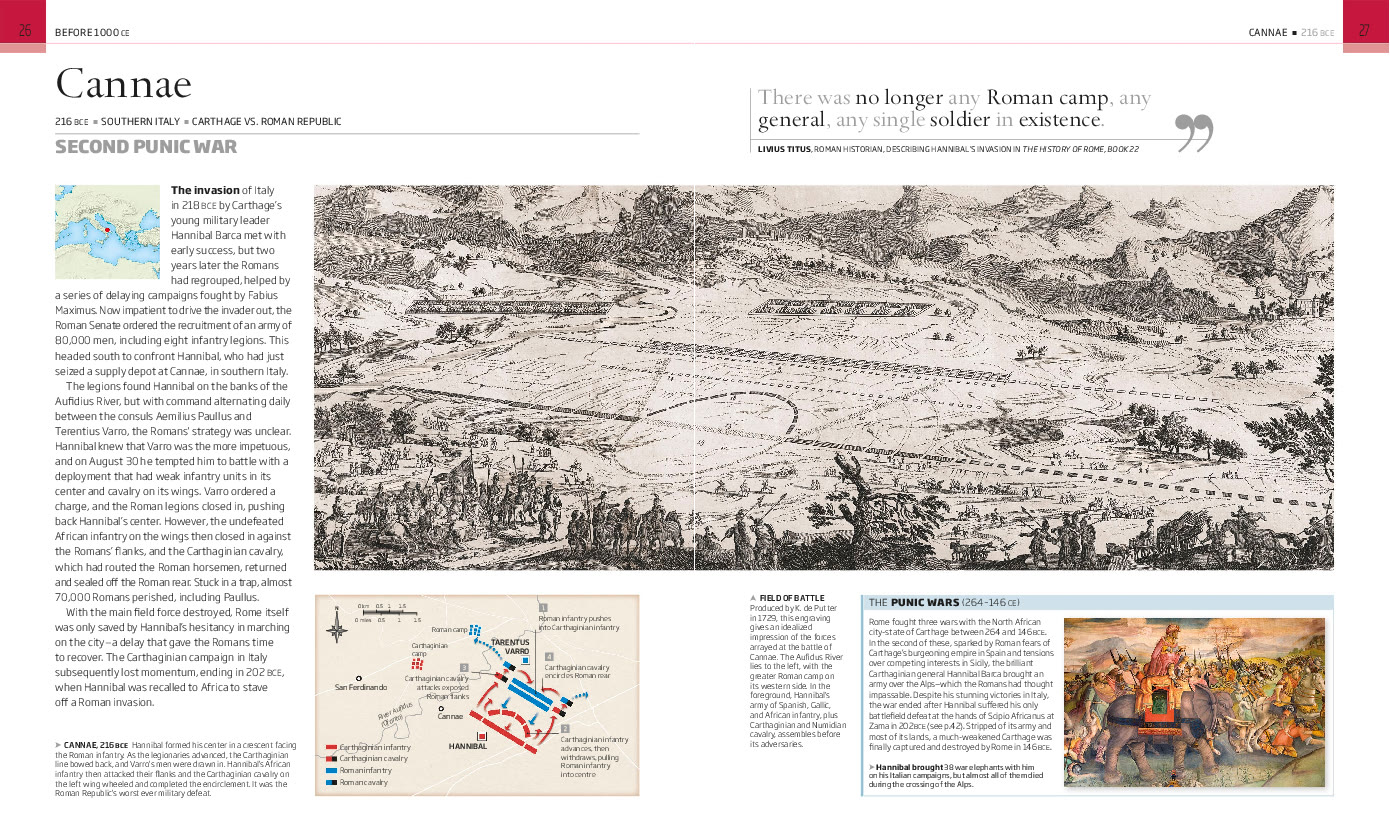 26
BEFORE 1000 CE
CANNAE ▪ 216 BCE
27
Cannae
216 BCE ▪ SOUTHERN ITALY ▪ CARTHAGE VS. ROMAN REPUBLIC
SECOND PUNIC WAR
There was no longer any Roman camp, any
general, any single soldier in existence.
LIVIUS TITUS, ROMAN HISTORIAN, DESCRIBING HANNIBAL'S INVASION IN THE HISTORY OF ROME, BOOK 22
The invasion of Italy
in 218 BCE by Carthage's
young military leader
Hannibal Barca met with
early success, but two
years later the Romans
had regrouped, helped by
a series of delaying campaigns fought by Fabius
Maximus. Now impatient to drive the invader out, the
Roman Senate ordered the recruitment of an army of
80,000 men, including eight infantry legions. This
headed south to confront Hannibal, who had just
seized a supply depot at Cannae, in southern Italy.
The legions found Hannibal on the banks of the
Aufidius River, but with command alternating daily
between the consuls Aemilius Paullus and
Terentius Varro, the Romans' strategy was unclear.
Hannibal knew that Varro was the more impetuous,
and on August 30 he tempted him to battle with a
deployment that had weak infantry units in its
center and cavalry on its wings. Varro ordered a
charge, and the Roman legions closed in, pushing
back Hannibal's center. However, the undefeated
African infantry on the wings then closed in against
the Romans' flanks, and the Carthaginian cavalry,
which had routed the Roman horsemen, returned
and sealed off the Roman rear. Stuck in a trap, almost
70,000 Romans perished, including Paullus.
With the main field force destroyed, Rome itself
was only saved by Hannibal's hesitancy in marching
on the city—a delay that gave the Romans time
to recover. The Carthaginian campaign in Italy
subsequently lost momentum, ending in 202 BCE,
when Hannibal was recalled to Africa to stave
off a Roman invasion.
➤ CANNAE, 216 BCE Hannibal formed his center in a crescent facing
the Roman infantry. As the legionaries advanced, the Carthaginian
line bowed back, and Varro's men were drawn in. Hannibal's African
infantry then attacked their flanks and the Carthaginian cavalry on
the left wing wheeled and completed the encirclement. It was the
Roman Republic's worst ever military defeat.
N
0 km 0.5 1 1.5
0 miles 0.5 1 1.5
1
Roman infantry pushes
into Carthaginian infantry
Roman camp
TARENTUS
VARRO
Carthaginian
camp
3
Carthaginian cavalry
attacks exposed
Roman flanks
4
Carthaginian cavalry
encircles Roman rear
San Ferdinando
River Aufidus
(Ofanto)
Cannae
HANNIBAL
2
Carthaginian infantry
advances, then
withdraws, pulling
Roman infantry
into centre
Carthaginian infantry
Carthaginian cavalry
Roman infantry
Roman cavalry
▲ FIELD OF BATTLE
Produced by K. de Putter
in 1729, this engraving
gives an idealized
impression of the forces
arrayed at the battle of
Cannae. The Aufidus River
lies to the left, with the
greater Roman camp on
its western side. In the
foreground, Hannibal's
army of Spanish, Gallic,
and African infantry, plus
Carthaginian and Numidian
cavalry, assembles before
its adversaries.
THE PUNIC WARS (264–146 CE)
Rome fought three wars with the North African
city-state of Carthage between 264 and 146 BCE.
In the second of these, sparked by Roman fears of
Carthage's burgeoning empire in Spain and tensions
over competing interests in Sicily, the brilliant
Carthaginian general Hannibal Barca brought an
army over the Alps—which the Romans had thought
impassable. Despite his stunning victories in Italy,
the war ended after Hannibal suffered his only
battlefield defeat at the hands of Scipio Africanus at
Zama in 202 BCE (see p.42). Stripped of its army and
most of its lands, a much-weakened Carthage was
finally captured and destroyed by Rome in 146 BCE.
➤ Hannibal brought 38 war elephants with him
on his Italian campaigns, but almost all of them died
during the crossing of the Alps.